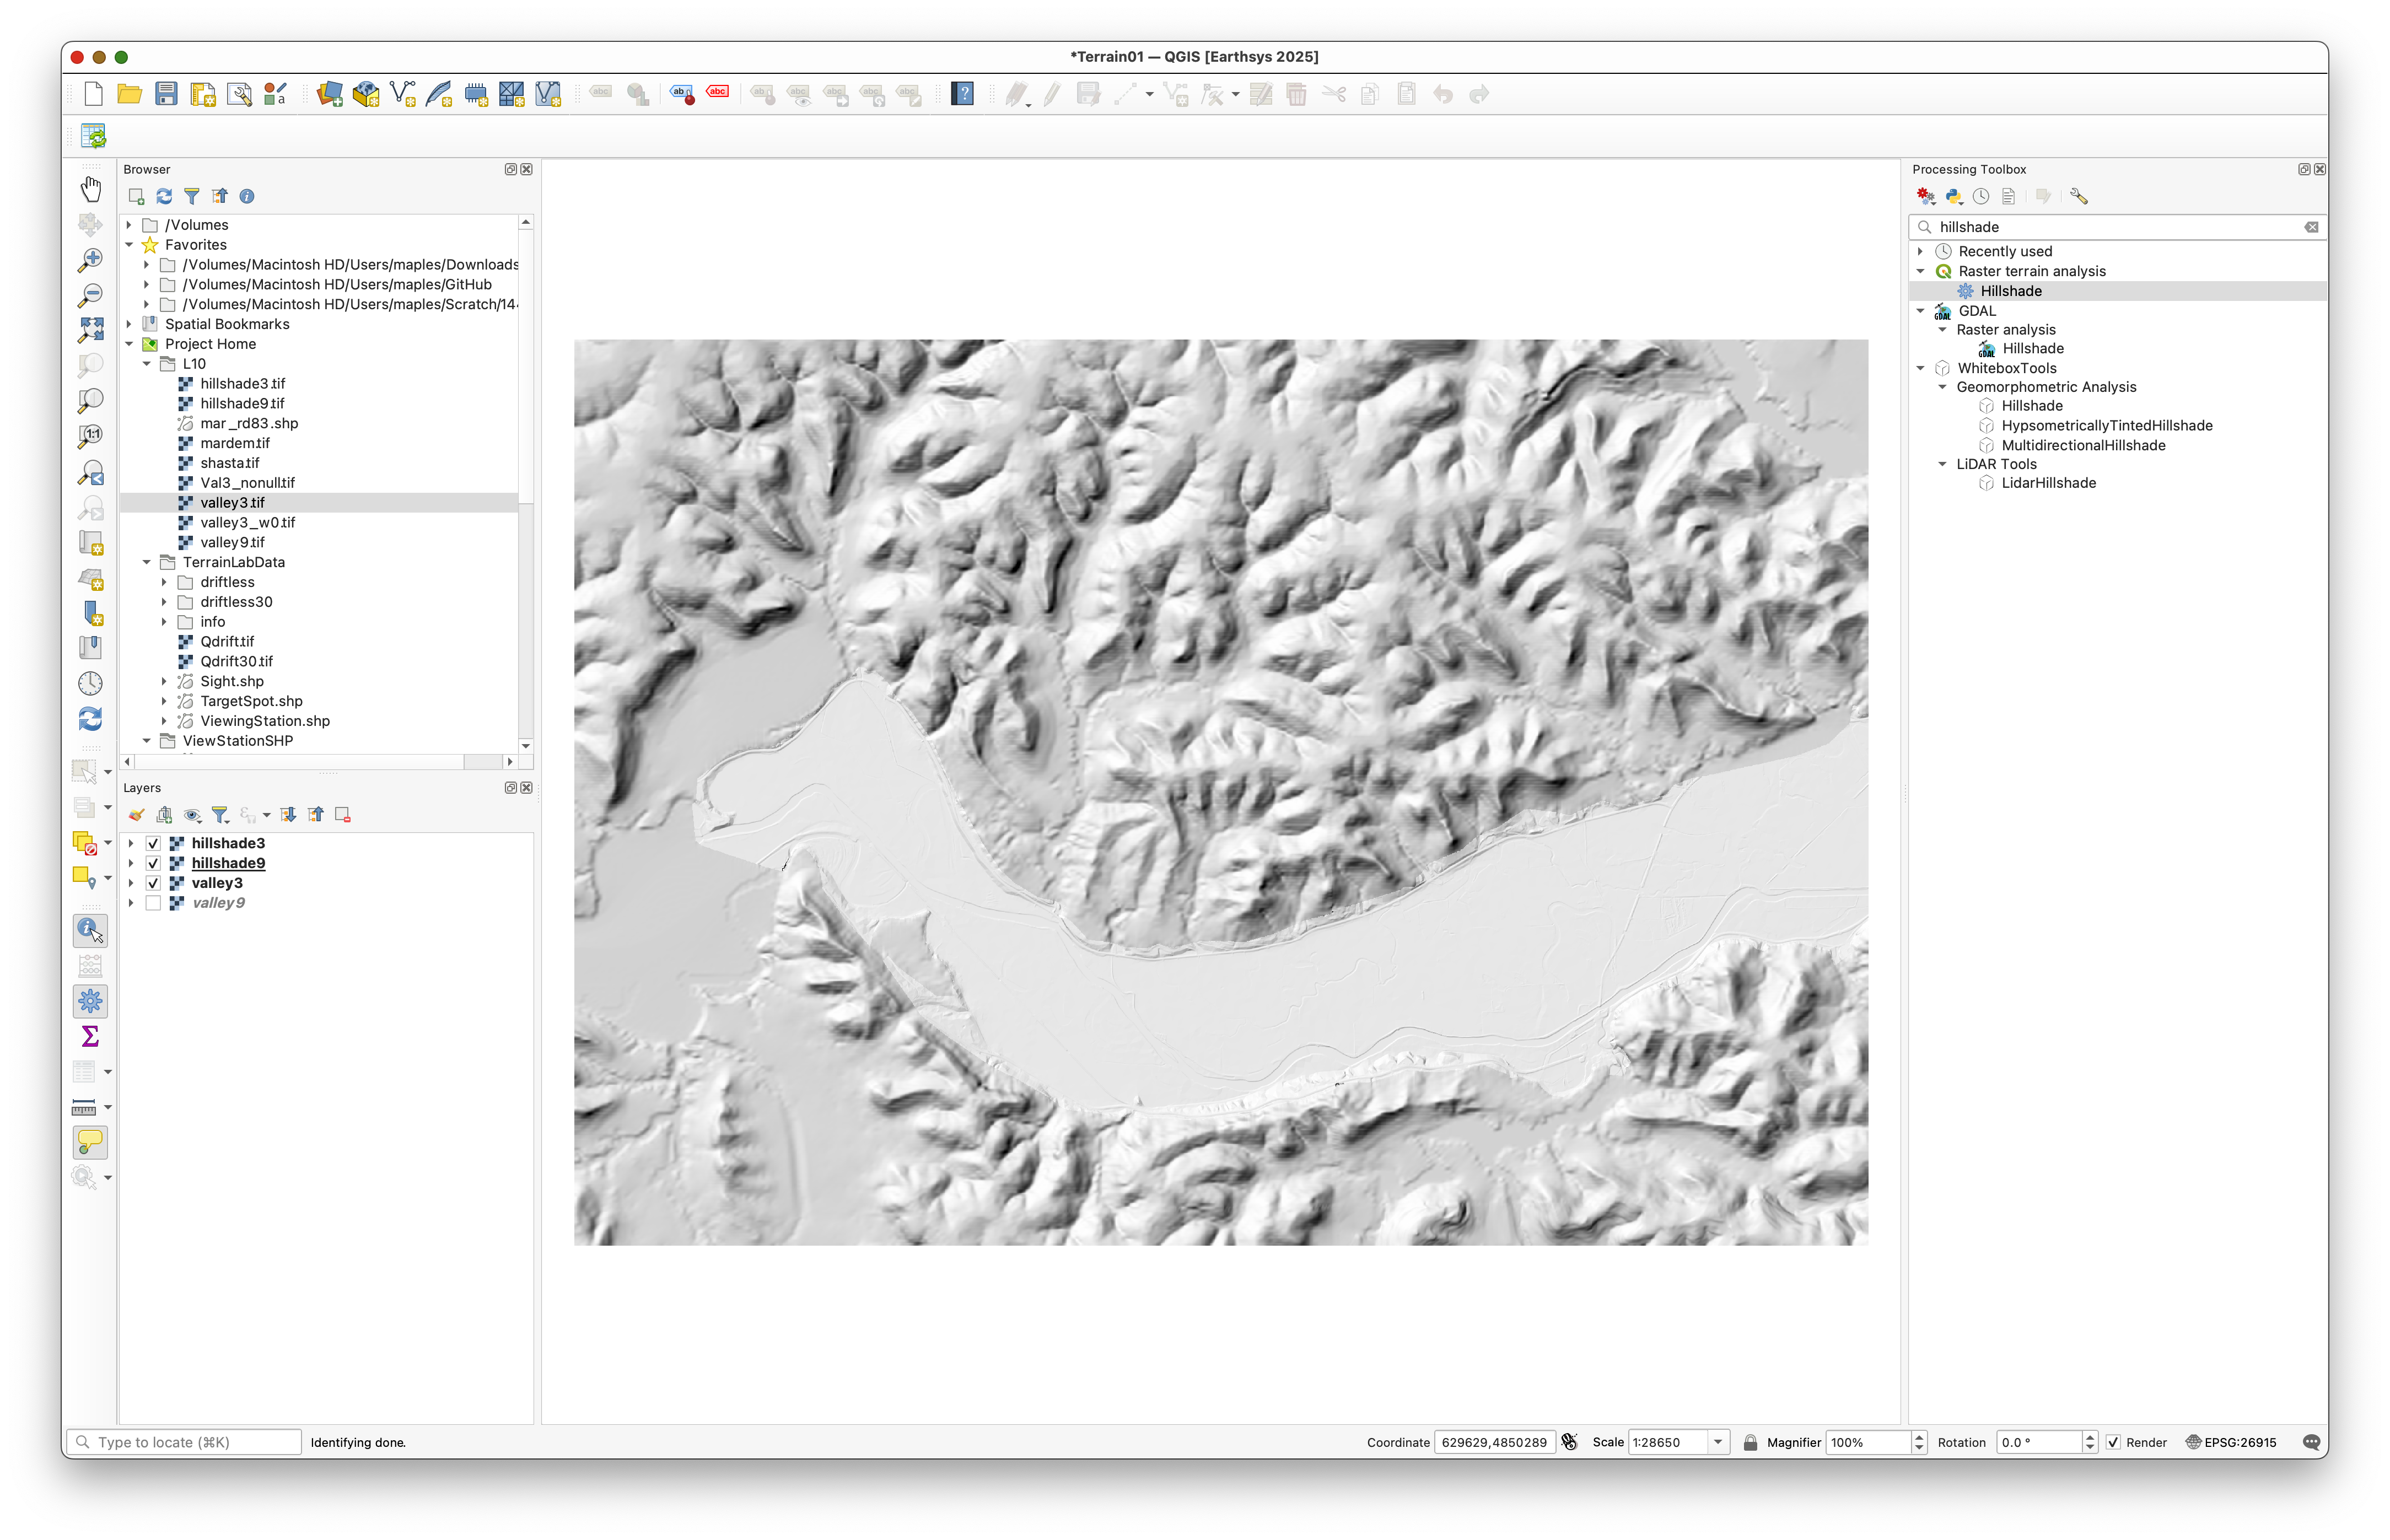 *Terrain01 — QGIS [Earthsys 2025]
Browser
/Volumes
Favorites
/Volumes/Macintosh HD/Users/maples/Downloads
/Volumes/Macintosh HD/Users/maples/GitHub
/Volumes/Macintosh HD/Users/maples/Scratch/14
Spatial Bookmarks
Project Home
L10
hillshade3.tif
hillshade9.tif
mar_rd83.shp
mardem.tif
shasta.tif
Val3_nonull.tif
valley3.tif
valley3_w0.tif
valley9.tif
TerrainLabData
driftless
driftless30
info
Qdrift.tif
Qdrift30.tif
Sight.shp
TargetSpot.shp
ViewingStation.shp
ViewStationSHP
Layers
hillshade3
hillshade9
valley3
valley9
Processing Toolbox
hillshade
Recently used
Raster terrain analysis
Hillshade
GDAL
Raster analysis
Hillshade
WhiteboxTools
Geomorphometric Analysis
Hillshade
HypsometricallyTintedHillshade
MultidirectionalHillshade
LiDAR Tools
LidarHillshade
Type to locate (⌘K) Identifying done. Coordinate 629629,4850289 Scale 1:28650 Magnifier 100% Rotation 0.0 ° Render EPSG:26915